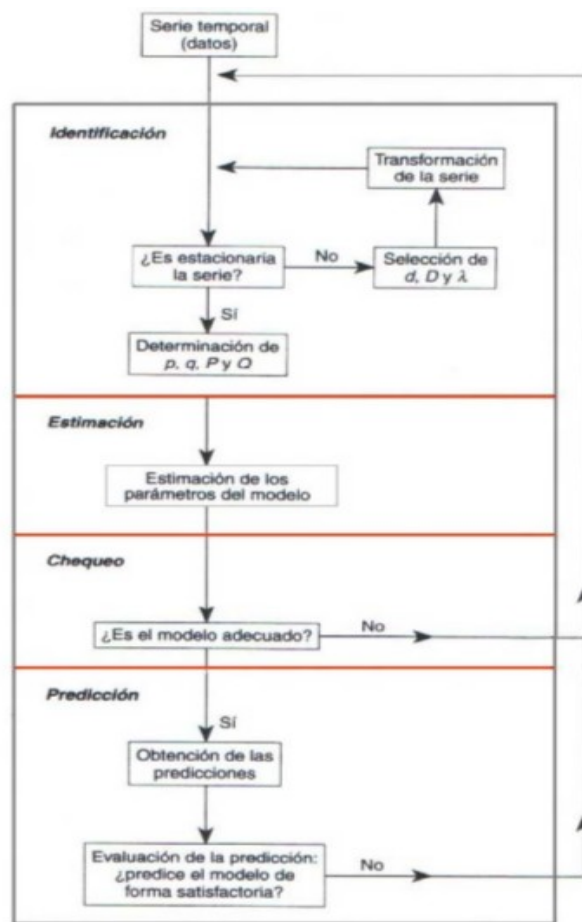 Serie temporal
(datos)
Identificación
Transformación
de la serie
¿Es estacionaria
la serie?
No
Selección de
d, D y λ
Sí
Determinación de
p, q, P y Q
Estimación
Estimación de los
parámetros del modelo
Chequeo
¿Es el modelo adecuado?
No
Predicción
Sí
Obtención de las
predicciones
Evaluación de la predicción:
¿predice el modelo de
forma satisfactoria?
No